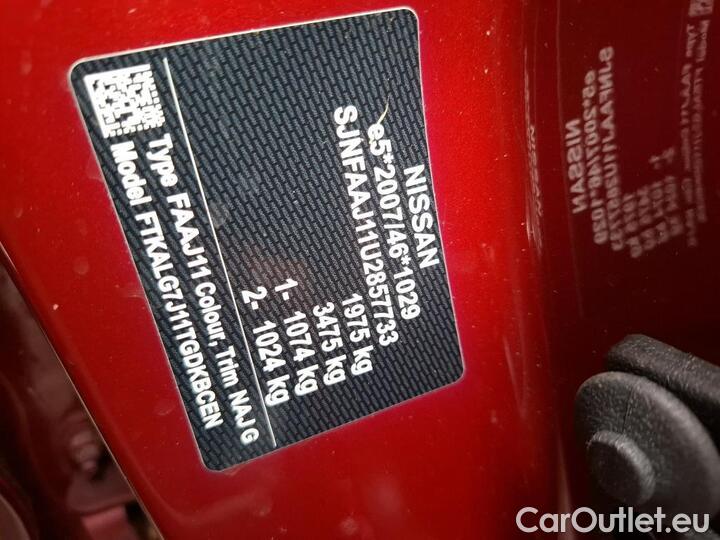 NISSAN
e5*2007/46*1029
SJNFAAJ11U2857733
1975 kg
3475 kg
1- 1074 kg
2- 1024 kg
Type FAAJ11 Colour, Trim NAJ G
Model FTKALG7J11TGDKBCEN
CarOutlet.eu